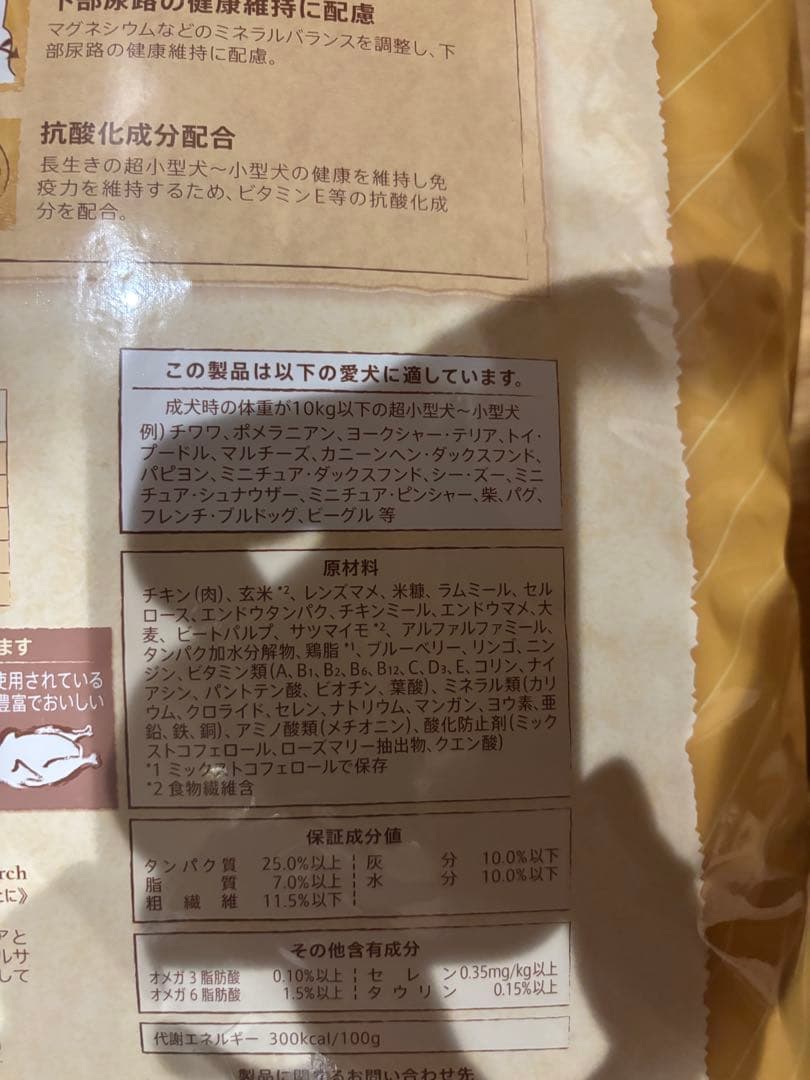 下部尿路の健康維持に配慮
マグネシウムなどのミネラルバランスを調整し、下
部尿路の健康維持に配慮。
抗酸化成分配合
長生きの超小型犬～小型犬の健康を維持し免
疫力を維持するため、ビタミンE等の抗酸化成
分を配合。
この製品は以下の愛犬に適しています。
成犬時の体重が10kg以下の超小型犬～小型犬
例)チワワ、ポメラニアン、ヨークシャー・テリア、トイ・
プードル、マルチーズ、カニーンヘン・ダックスフンド、
パピヨン、ミニチュア・ダックスフンド、シー・ズー、ミニ
チュア・シュナウザー、ミニチュア・ピンシャー、柴、パグ、
フレンチ・ブルドッグ、ビーグル 等
原材料
チキン(肉)、玄米*2、レンズマメ、米糠、ラムミール、セル
ロース、エンドウタンパク、チキンミール、エンドウマメ、大
麦、ビートパルプ、サツマイモ*2、アルファルファミール、
タンパク加水分解物、鶏脂*1、ブルーベリー、リンゴ、ニン
ジン、ビタミン類(A、B1、B2、B6、B12、C、D3、E、コリン、ナイ
アシン、パントテン酸、ビオチン、葉酸)、ミネラル類(カリ
ウム、クロライド、セレン、ナトリウム、マンガン、ヨウ素、亜
鉛、鉄、銅)、アミノ酸類(メチオニン)、酸化防止剤(ミック
ストコフェロール、ローズマリー抽出物、クエン酸)
*1 ミックストコフェロールで保存
*2 食物繊維含
保証成分値
タンパク質 25.0%以上 灰分 10.0%以下
脂質 7.0%以上 水分 10.0%以下
粗繊維 11.5%以下
その他含有成分
オメガ3脂肪酸 0.10%以上 セレン 0.35mg/kg以上
オメガ6脂肪酸 1.5%以上 タウリン 0.15%以上
代謝エネルギー 300kcal/100g
製品に関するお問い合わせ先
ます
使用されている
豊富でおいしい
rch
とに》
アと
ルサ
して